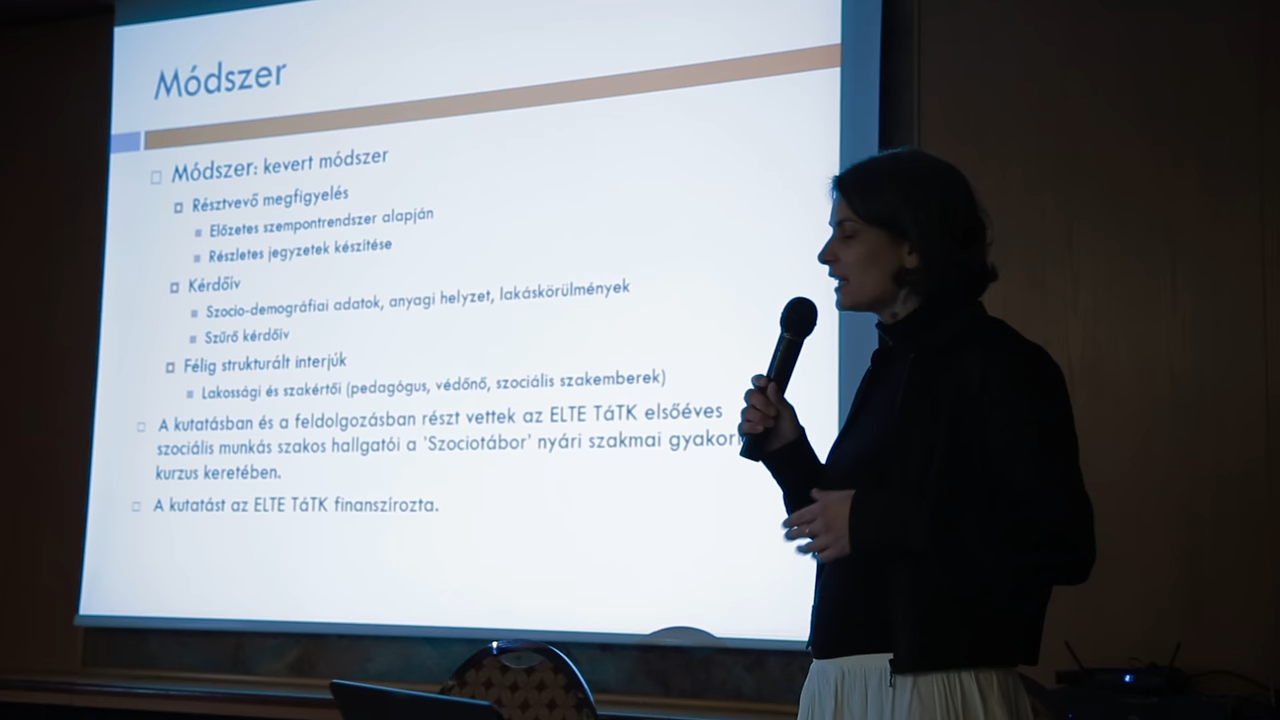 Módszer
Módszer: kevert módszer
Résztvevő megfigyelés
Előzetes szempontrendszer alapján
Részletes jegyzetek készítése
Kérdőív
Szocio-demográfiai adatok, anyagi helyzet, lakáskörülmények
Szűrő kérdőív
Félig strukturált interjúk
Lakossági és szakértői (pedagógus, védőnő, szociális szakemberek)
A kutatásban és a feldolgozásban részt vettek az ELTE TáTK elsőéves
szociális munkás szakos hallgatói a 'Szociotábor' nyári szakmai
kurzus keretében.
A kutatást az ELTE TáTK finanszírozta.